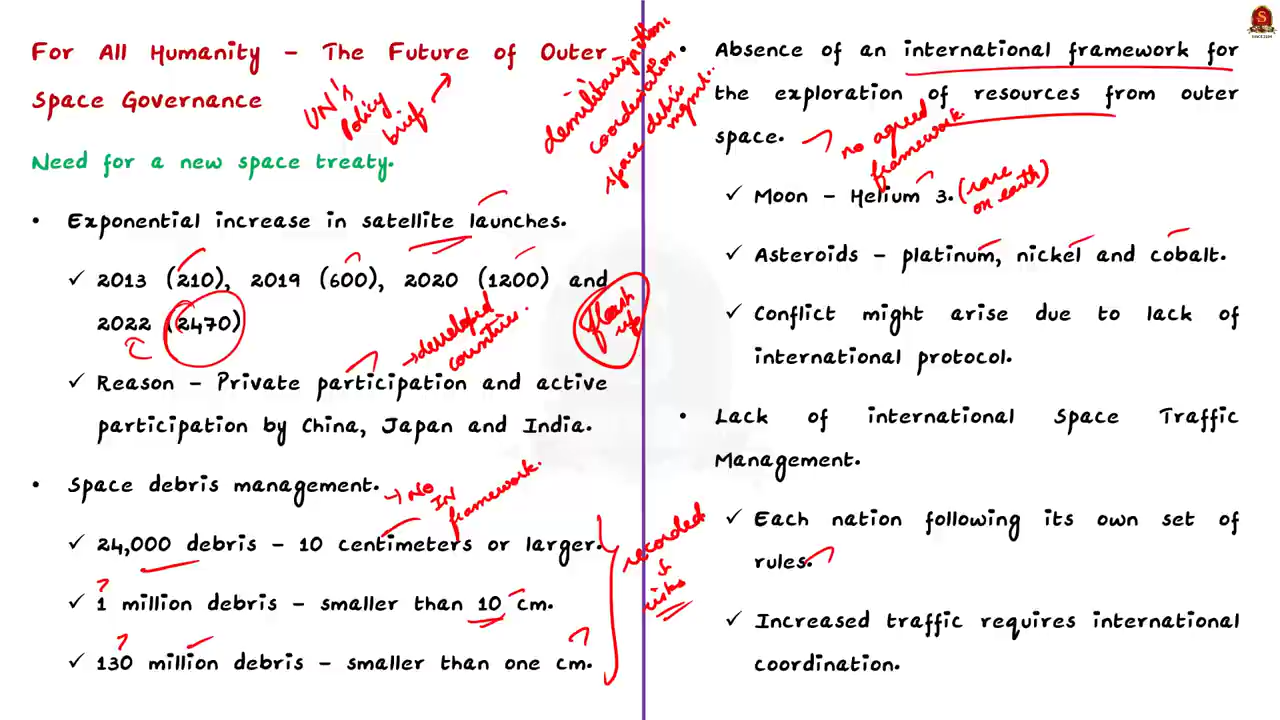 For All Humanity – The Future of Outer
Space Governance
UN's
policy
brief
Need for a new space treaty.
• Exponential increase in satellite launches.
✓ 2013 (210), 2019 (600), 2020 (1200) and
2022 (2470)
flash
up
→ developed
countries.
✓ Reason – Private participation and active
participation by China, Japan and India.
• Space debris management.
→ No
IN
framework.
✓ 24,000 debris – 10 centimeters or larger.
✓ 1 million debris – smaller than 10 cm.
✓ 130 million debris – smaller than one cm.
recorded
risks
demilitarization
coordination
space debris
mgmt..
• Absence of an international framework for
the exploration of resources from outer
space.
no agreed
framework.
✓ Moon – Helium 3.
(rare
on earth)
✓ Asteroids – platinum, nickel and cobalt.
✓ Conflict might arise due to lack of
international protocol.
• Lack of international Space Traffic
Management.
✓ Each nation following its own set of
rules.
✓ Increased traffic requires international
coordination.